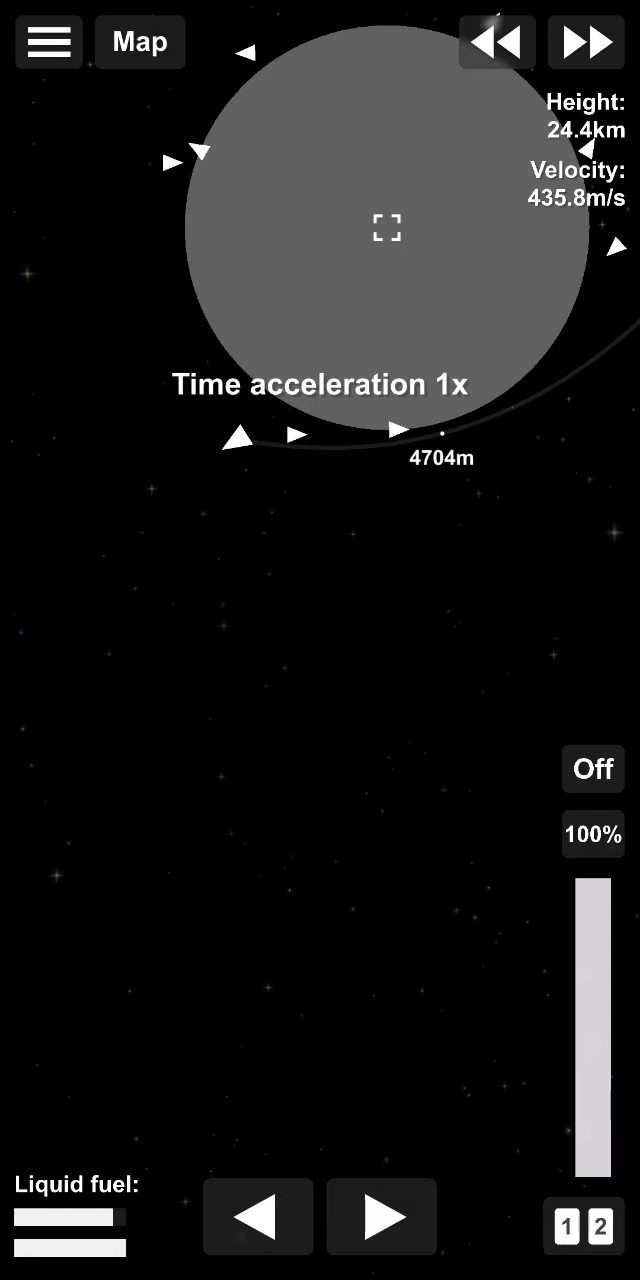 Map
Height:
24.4km
Velocity:
435.8m/s
Time acceleration 1x
4704m
Off
100%
Liquid fuel:
1 2